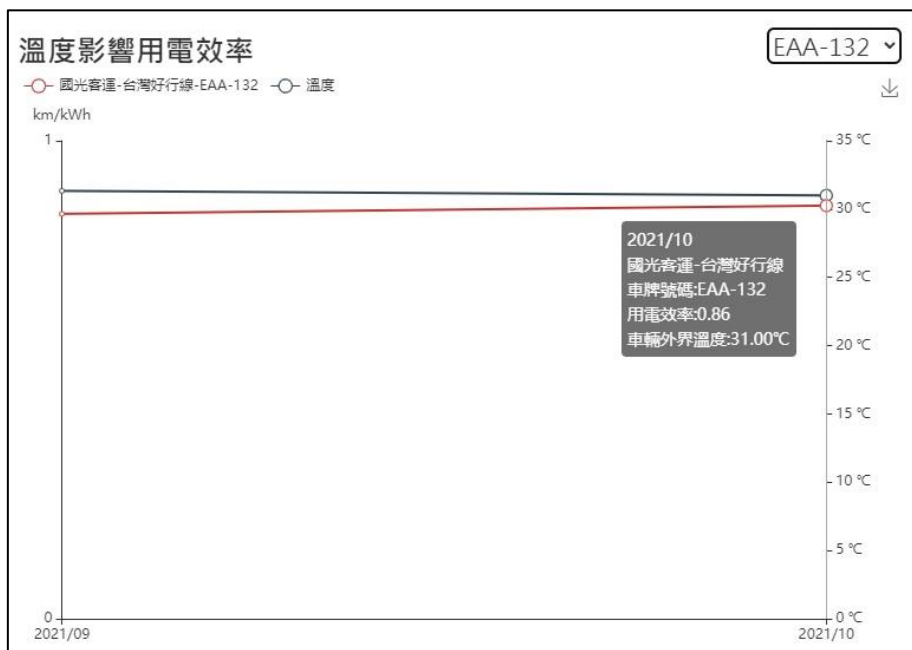 溫度影響用電效率
EAA-132
國光客運-台灣好行線-EAA-132 溫度
km/kWh
1
35 ℃
30 ℃
2021/10
國光客運-台灣好行線
車牌號碼:EAA-132
用電效率:0.86
車輛外界溫度:31.00℃
25 ℃
20 ℃
15 ℃
10 ℃
5 ℃
0
0 ℃
2021/09
2021/10